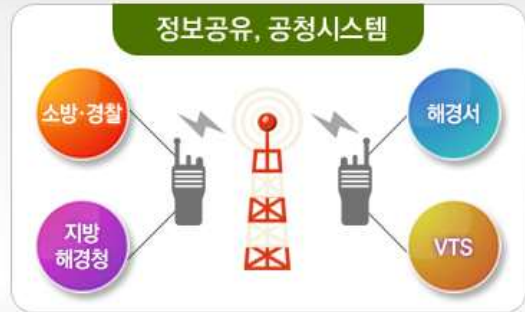 정보공유, 공청시스템
소방·경찰
해경서
지방
해경청
VTS